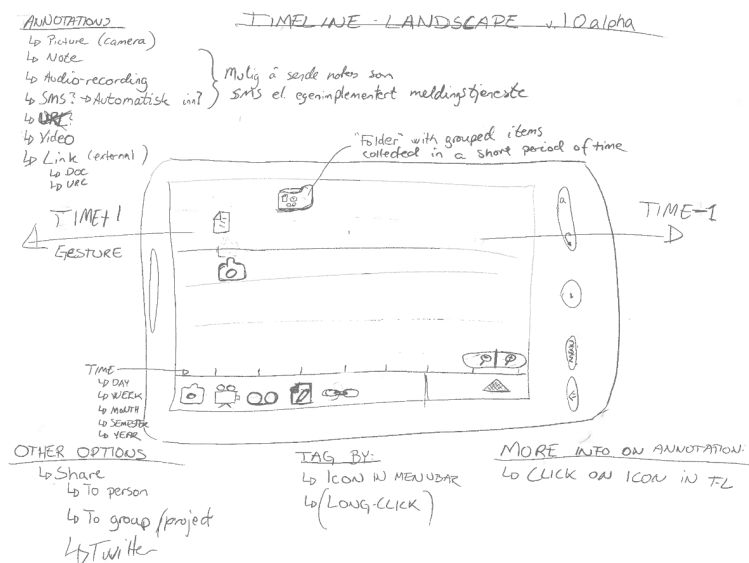 TIMELINE - LANDSCAPE v.1.0alpha
ANNOTATIONS
↳ Picture (camera)
↳ Note
↳ Audio-recording
↳ SMS? → Automatisk inn?
↳ URL?
↳ Video
↳ Link (external)
↳ DOC
↳ URL
Mulig å sende notes som
SMS el egenimplementert meldingstjeneste
"Folder" with grouped items
collected in a short period of time
TIME+1
GESTURE
TIME-1
MENU
TIME
↳ DAY
↳ WEEK
↳ MONTH
↳ SEMESTER
↳ YEAR
OTHER OPTIONS
↳ Share
↳ To person
↳ To group/project
↳ Twitter
TAG BY:
↳ ICON IN MENUBAR
↳ (LONG-CLICK)
MORE INFO ON ANNOTATION:
↳ CLICK ON ICON IN T-L